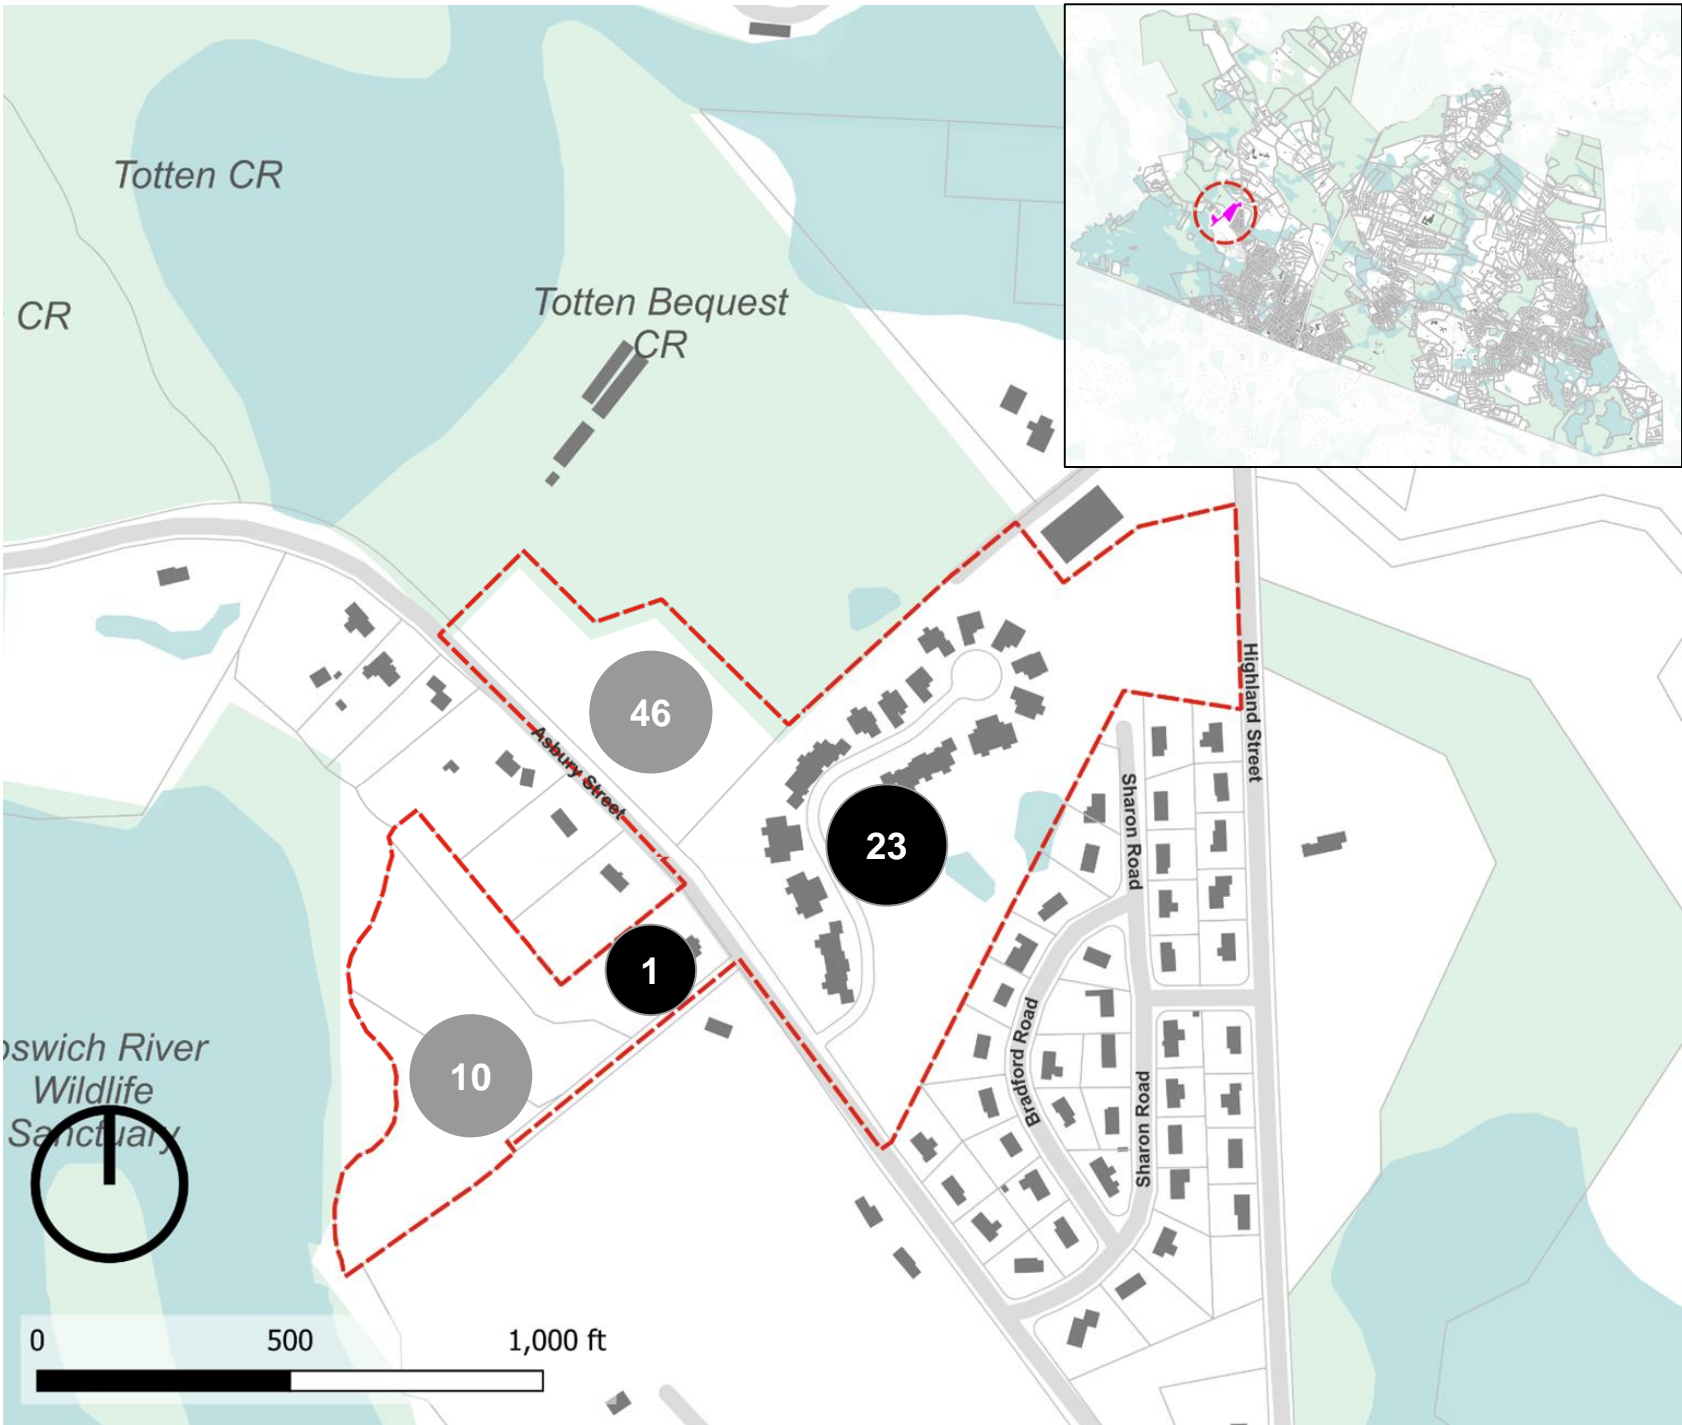 Totten CR
CR
Totten Bequest
CR
46
Asbury Street
Highland Street
23
Sharon Road
1
Bradford Road
10
pswich River
Wildlife
Sanctuary
Sharon Road
0 500 1,000 ft